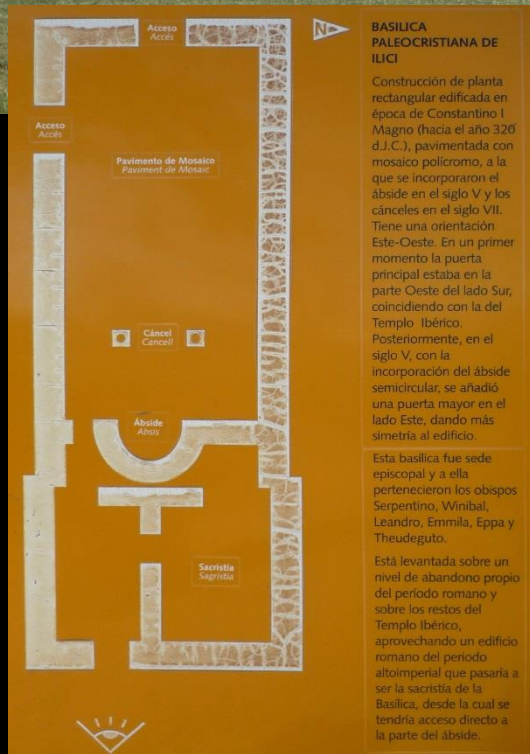 Acceso
Accés
N
Acceso
Accés
Pavimento de Mosaico
Paviment de Mosaic
Cáncel
Cancell
Ábside
Absis
Sacristía
Sagristia
BASILICA
PALEOCRISTIANA DE
ILICI
Construcción de planta
rectangular edificada en
época de Constantino I
Magno (hacia el año 320
d.J.C.), pavimentada con
mosaico polícromo, a la
que se incorporaron el
ábside en el siglo V y los
cánceles en el siglo VII.
Tiene una orientación
Este-Oeste. En un primer
momento la puerta
principal estaba en la
parte Oeste del lado Sur,
coincidiendo con la del
Templo Ibérico.
Posteriormente, en el
siglo V, con la
incorporación del ábside
semicircular, se añadió
una puerta mayor en el
lado Este, dando más
simetría al edificio.
Esta basílica fue sede
episcopal y a ella
pertenecieron los obispos
Serpentino, Winibal,
Leandro, Emmila, Eppa y
Theudeguto.
Está levantada sobre un
nivel de abandono propio
del período romano y
sobre los restos del
Templo Ibérico,
aprovechando un edificio
romano del periodo
altoimperial que pasaría a
ser la sacristía de la
Basílica, desde la cual se
tendría acceso directo a
la parte del ábside.